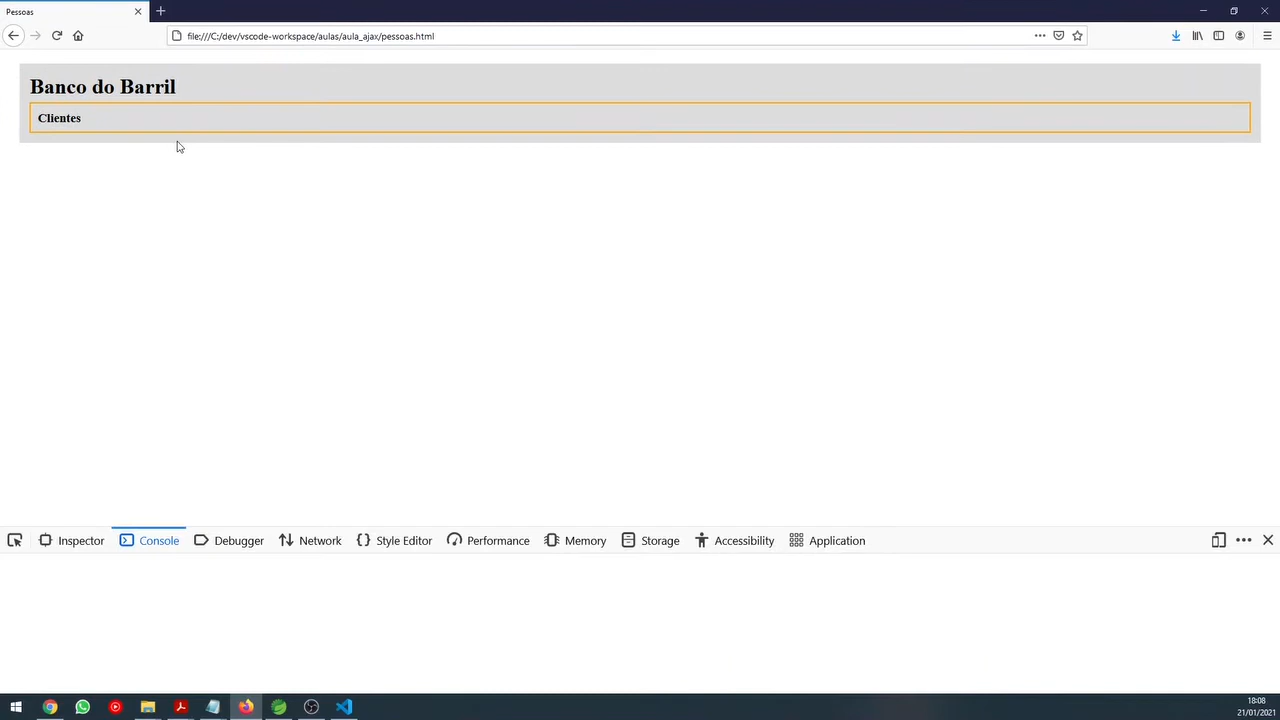 Pessoas
file:///C:/dev/vscode-workspace/aulas/aula_ajax/pessoas.html
Banco do Barril
Clientes
Inspector
Console
Debugger
Network
Style Editor
Performance
Memory
Storage
Accessibility
Application
18:08
21/01/2021